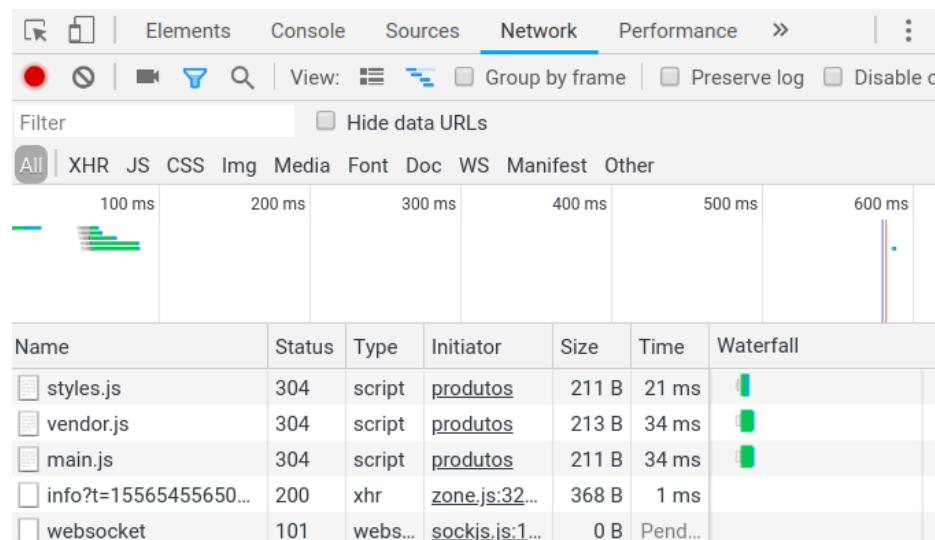 Elements Console Sources Network Performance »
View: Group by frame Preserve log Disable c
Filter Hide data URLs
All XHR JS CSS Img Media Font Doc WS Manifest Other
100 ms 200 ms 300 ms 400 ms 500 ms 600 ms
Name Status Type Initiator Size Time Waterfall
styles.js 304 script produtos 211 B 21 ms
vendor.js 304 script produtos 213 B 34 ms
main.js 304 script produtos 211 B 34 ms
info?t=15565455650... 200 xhr zone.js:32... 368 B 1 ms
websocket 101 webs... sockjs.js:1... 0 B Pend...